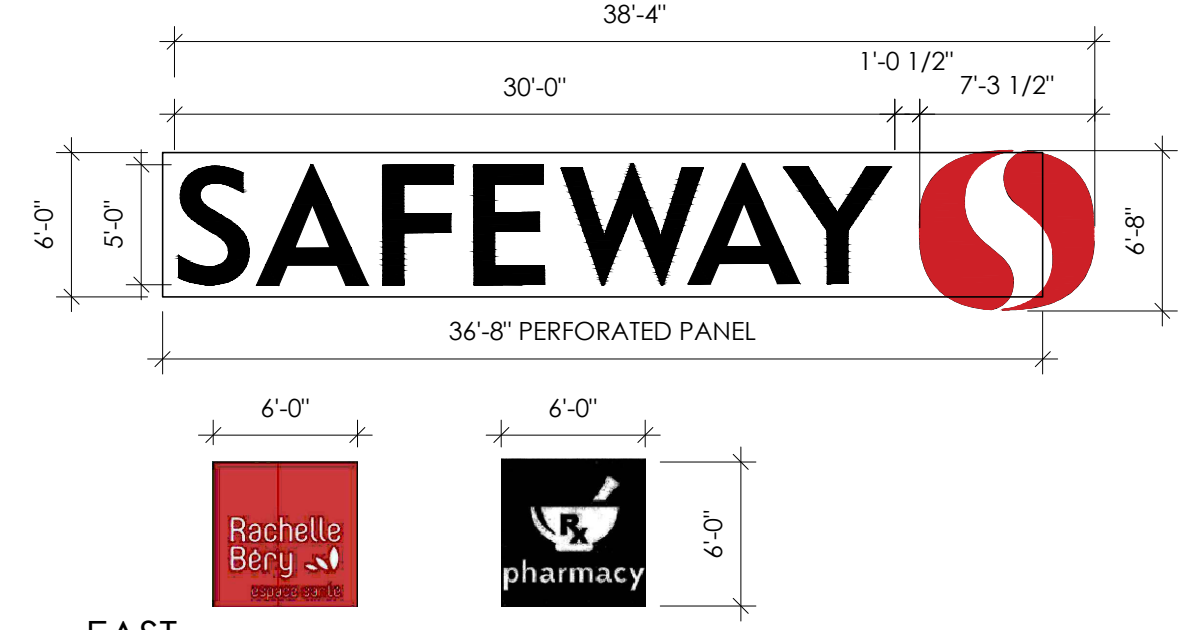 38'-4"
1'-0 1/2"
30'-0"
7'-3 1/2"
6'-0"
5'-0"
SAFEWAY
6'-8"
36'-8" PERFORATED PANEL
6'-0"
6'-0"
Rachelle
Béry
espace santé
Rx
pharmacy
6'-0"
EAST